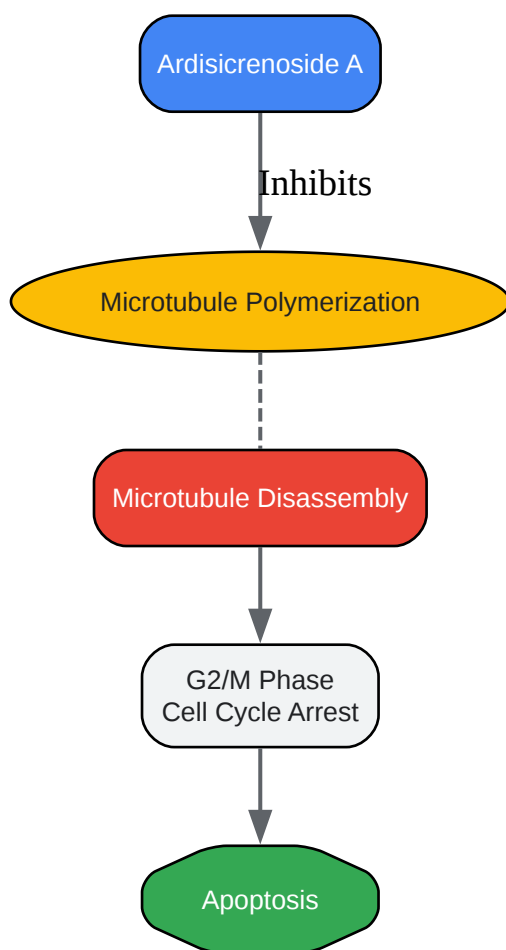 Ardisicrenoside A
Inhibits
Microtubule Polymerization
Microtubule Disassembly
G2/M Phase
Cell Cycle Arrest
Apoptosis